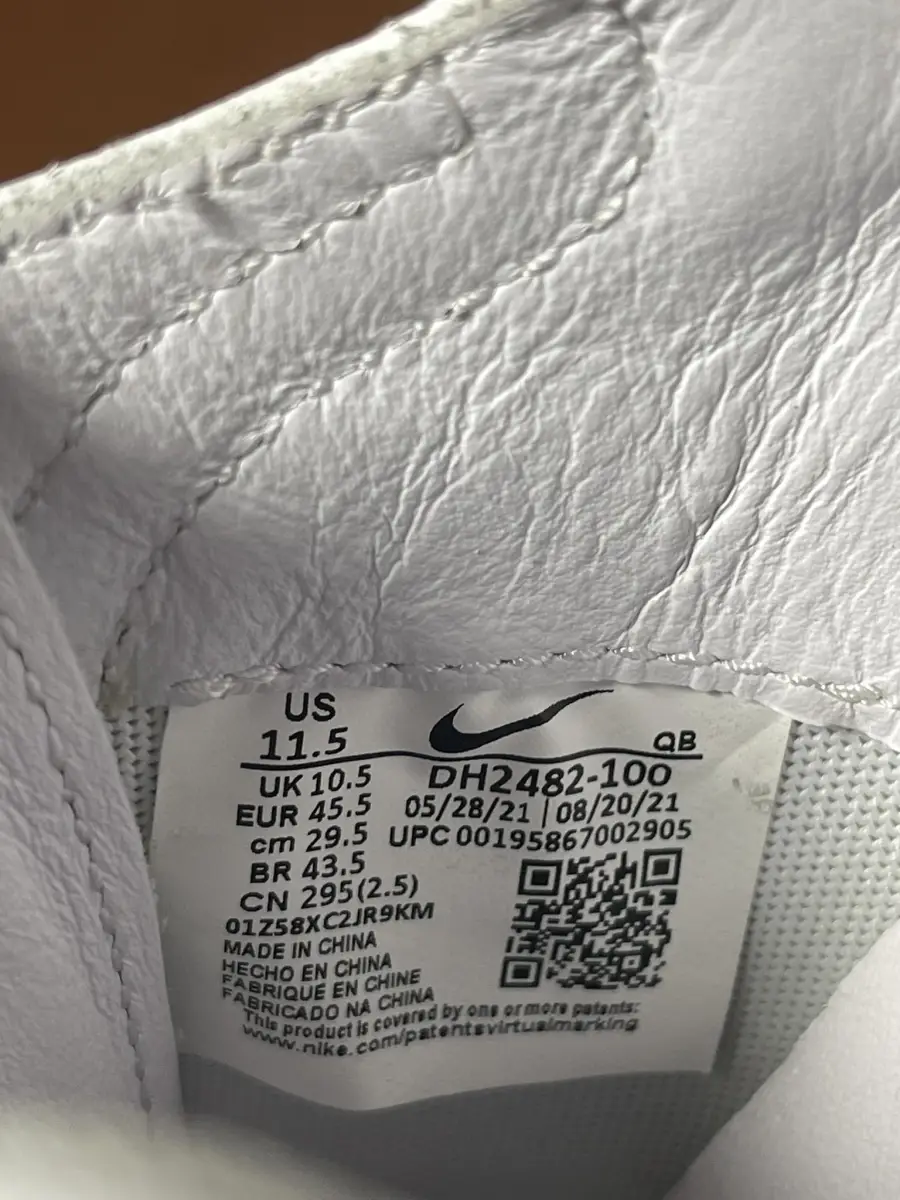 US
11.5
QB
UK 10.5
DH2482-100
EUR 45.5
05/28/21 | 08/20/21
cm 29.5
UPC 00195867002905
BR 43.5
CN 295(2.5)
01Z58XC2JR9KM
MADE IN CHINA
HECHO EN CHINA
FABRIQUE EN CHINE
FABRICADO NA CHINA
This product is covered by one or more patents:
www.nike.com/patentsvirtualmarking